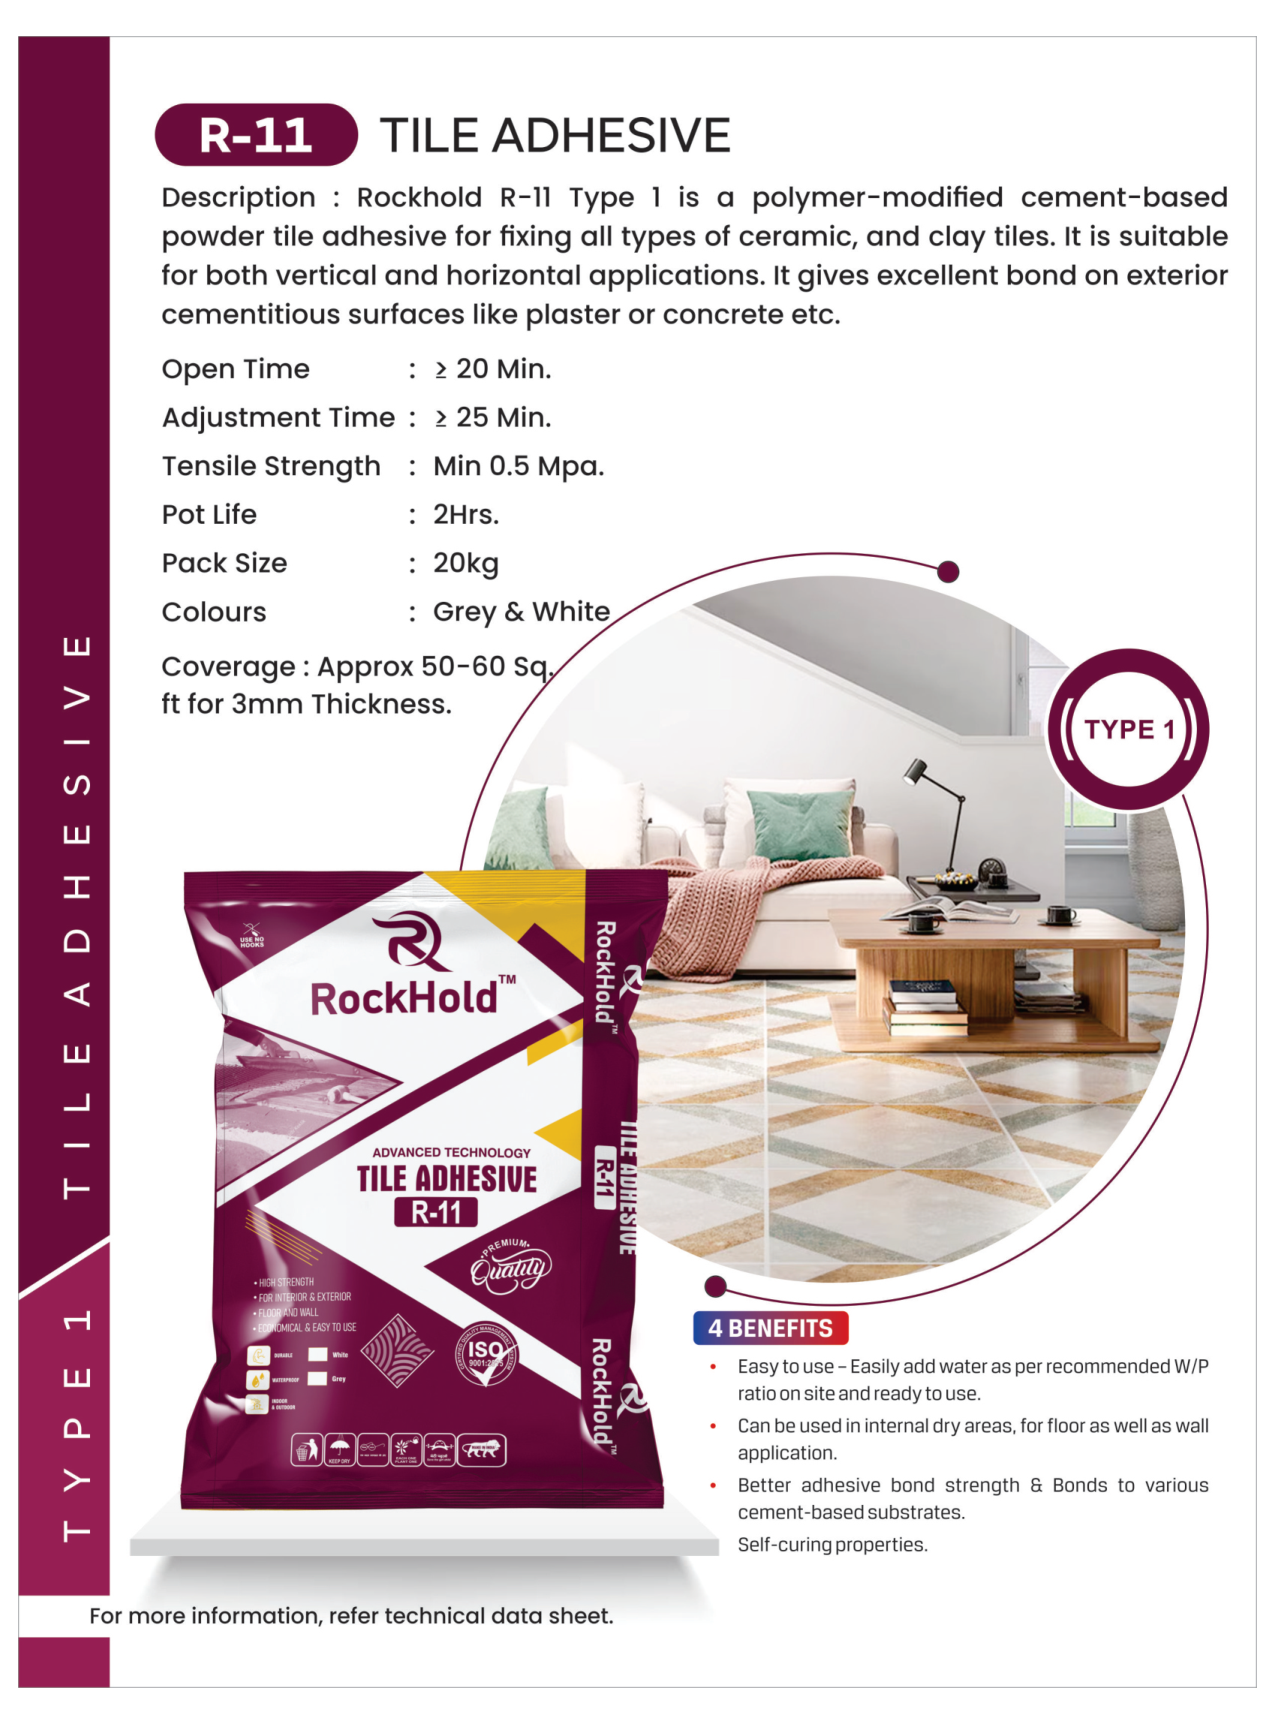 R-11 TILE ADHESIVE
Description : Rockhold R-11 Type 1 is a polymer-modified cement-based
powder tile adhesive for fixing all types of ceramic, and clay tiles. It is suitable
for both vertical and horizontal applications. It gives excellent bond on exterior
cementitious surfaces like plaster or concrete etc.
Open Time : ≥ 20 Min.
Adjustment Time : ≥ 25 Min.
Tensile Strength : Min 0.5 Mpa.
Pot Life : 2Hrs.
Pack Size : 20kg
Colours : Grey & White
Coverage : Approx 50-60 Sq.
ft for 3mm Thickness.
TYPE 1 TILE ADHESIVE
TYPE 1
USE NO
HOOKS
RockHold™
ADVANCED TECHNOLOGY
TILE ADHESIVE
R-11
•PREMIUM•
Quality
• HIGH STRENGTH
• FOR INTERIOR & EXTERIOR
• FLOOR AND WALL
• ECONOMICAL & EASY TO USE
DURABLE
White
WATERPROOF
Grey
INDOOR
& OUTDOOR
ISO
KEEP DRY
RockHold™
R-11
TILE ADHESIVE
RockHold™
4 BENEFITS
• Easy to use – Easily add water as per recommended W/P
ratio on site and ready to use.
• Can be used in internal dry areas, for floor as well as wall
application.
• Better adhesive bond strength & Bonds to various
cement-based substrates.
Self-curing properties.
For more information, refer technical data sheet.